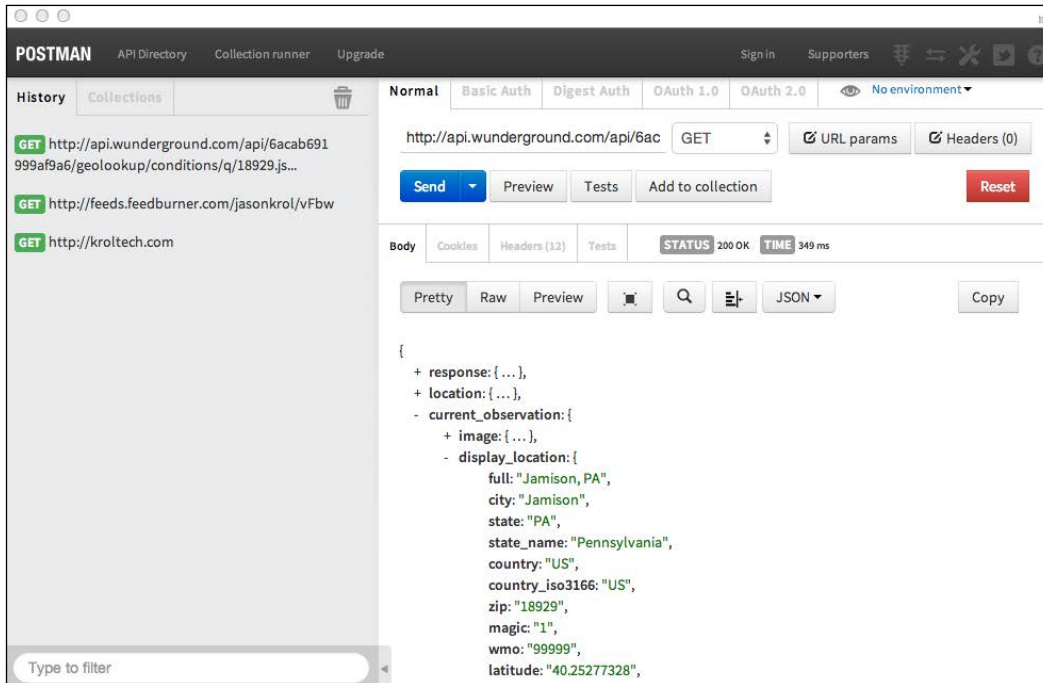 POSTMAN API Directory Collection runner Upgrade Sign in Supporters
History Collections
GET http://api.wunderground.com/api/6acab691
999af9a6/geolookup/conditions/q/18929.js...
GET http://feeds.feedburner.com/jasonkrol/vFbw
GET http://kroltech.com
Type to filter
Normal Basic Auth Digest Auth OAuth 1.0 OAuth 2.0 No environment
http://api.wunderground.com/api/6ac GET URL params Headers (0)
Send Preview Tests Add to collection Reset
Body Cookies Headers (12) Tests STATUS 200 OK TIME 349 ms
Pretty Raw Preview JSON Copy
{
+ response: { ... },
+ location: { ... },
- current_observation: {
+ image: { ... },
- display_location: {
full: "Jamison, PA",
city: "Jamison",
state: "PA",
state_name: "Pennsylvania",
country: "US",
country_iso3166: "US",
zip: "18929",
magic: "1",
wmo: "99999",
latitude: "40.25277328",